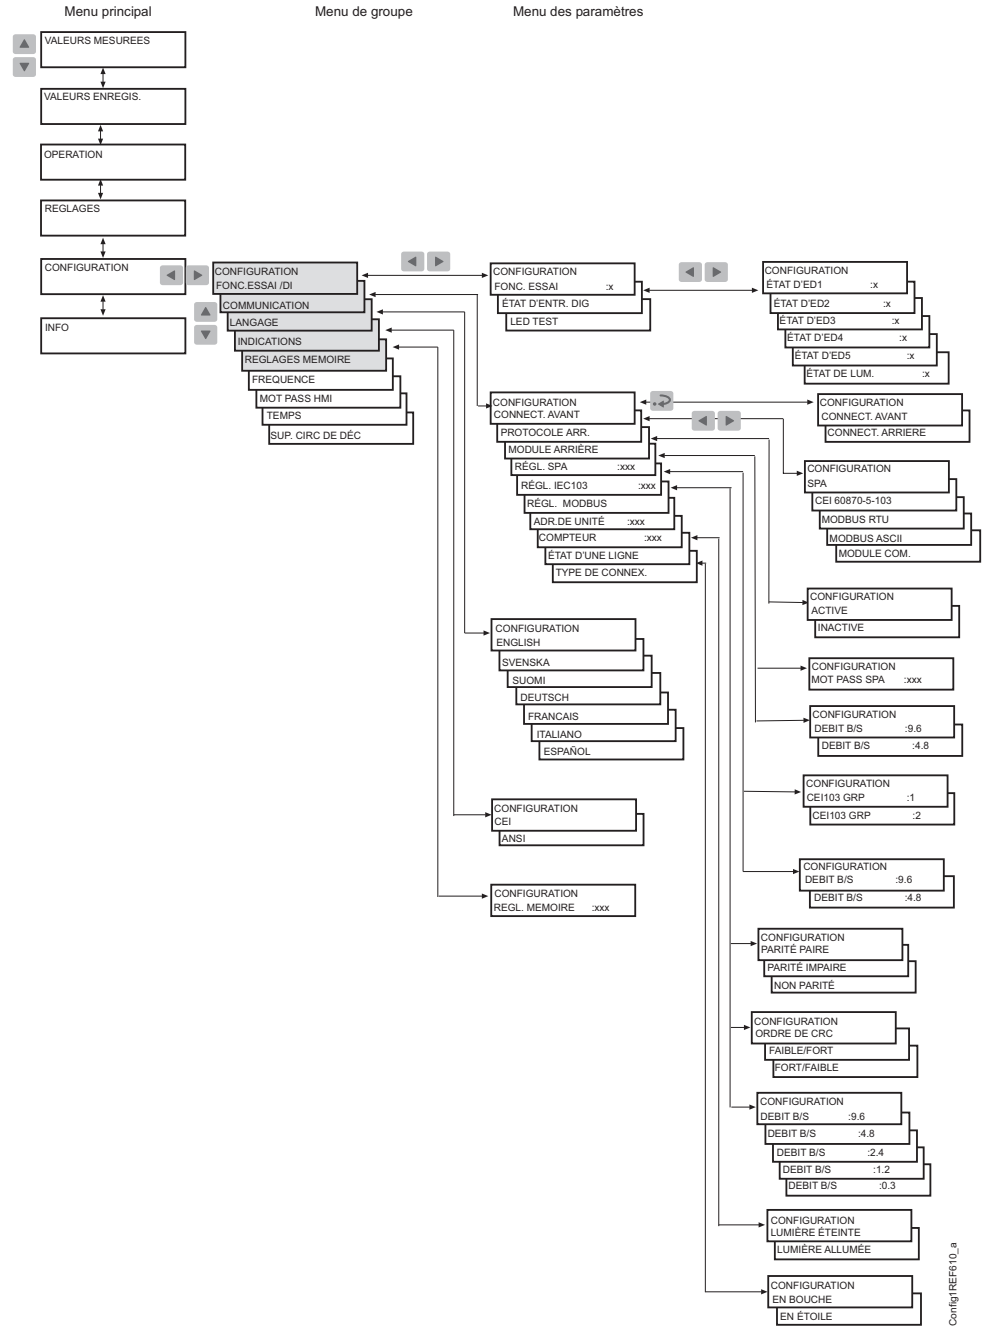 Menu principal
Menu de groupe
Menu des paramètres
VALEURS MESUREES
VALEURS ENREGIS.
OPERATION
REGLAGES
CONFIGURATION
INFO
CONFIGURATION
FONC.ESSAI /DI
COMMUNICATION
LANGAGE
INDICATIONS
REGLAGES MEMOIRE
FREQUENCE
MOT PASS HMI
TEMPS
SUP. CIRC DE DÉC
CONFIGURATION
FONC. ESSAI :x
ÉTAT D'ENTR. DIG
LED TEST
CONFIGURATION
ÉTAT D'ED1 :x
ÉTAT D'ED2 :x
ÉTAT D'ED3 :x
ÉTAT D'ED4 :x
ÉTAT D'ED5 :x
ÉTAT DE LUM. :x
CONFIGURATION
CONNECT. AVANT
PROTOCOLE ARR.
MODULE ARRIÈRE
RÉGL. SPA :xxx
RÉGL. IEC103 :xxx
RÉGL. MODBUS
ADR.DE UNITÉ :xxx
COMPTEUR :xxx
ÉTAT D'UNE LIGNE
TYPE DE CONNEX.
CONFIGURATION
CONNECT. AVANT
CONNECT. ARRIERE
CONFIGURATION
SPA
CEI 60870-5-103
MODBUS RTU
MODBUS ASCII
MODULE COM.
CONFIGURATION
ACTIVE
INACTIVE
CONFIGURATION
ENGLISH
SVENSKA
SUOMI
DEUTSCH
FRANCAIS
ITALIANO
ESPAÑOL
CONFIGURATION
MOT PASS SPA :xxx
CONFIGURATION
DEBIT B/S :9.6
DEBIT B/S :4.8
CONFIGURATION
CEI103 GRP :1
CEI103 GRP :2
CONFIGURATION
CEI
ANSI
CONFIGURATION
DEBIT B/S :9.6
DEBIT B/S :4.8
CONFIGURATION
REGL. MEMOIRE :xxx
CONFIGURATION
PARITÉ PAIRE
PARITÉ IMPAIRE
NON PARITÉ
CONFIGURATION
ORDRE DE CRC
FAIBLE/FORT
FORT/FAIBLE
CONFIGURATION
DEBIT B/S :9.6
DEBIT B/S :4.8
DEBIT B/S :2.4
DEBIT B/S :1.2
DEBIT B/S :0.3
CONFIGURATION
LUMIÈRE ÉTEINTE
LUMIÈRE ALLUMÉE
CONFIGURATION
EN BOUCHE
EN ÉTOILE
Config1REF610_a